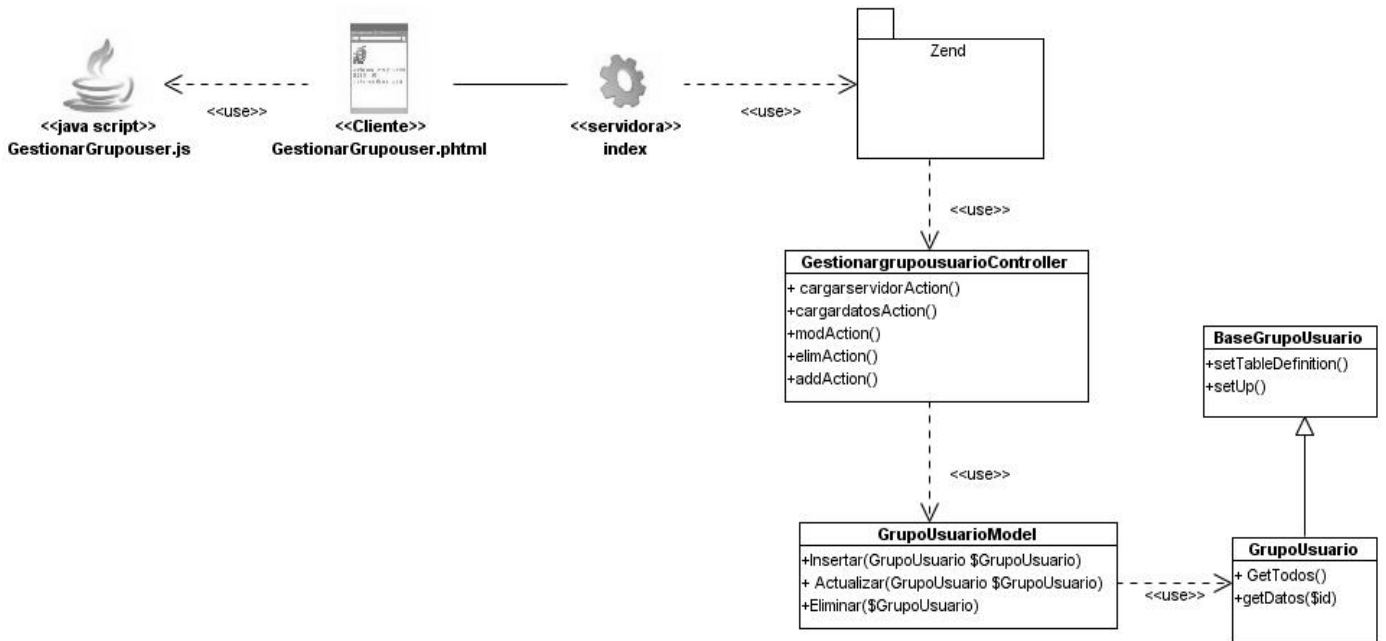 Zend
<<use>>
<<use>>
<<java script>>
GestionarGrupouser.js
<<Cliente>>
GestionarGrupouser.phtml
<<servidora>>
index
<<use>>
GestionargrupousuarioController
+ cargarservidorAction()
+cargardatosAction()
+modAction()
+elimAction()
+addAction()
BaseGrupoUsuario
+setTableDefinition()
+setUp()
<<use>>
GrupoUsuarioModel
+Insertar(GrupoUsuario $GrupoUsuario)
+ Actualizar(GrupoUsuario $GrupoUsuario)
+Eliminar($GrupoUsuario)
<<use>>
GrupoUsuario
+ GetTodos()
+getDatos($id)